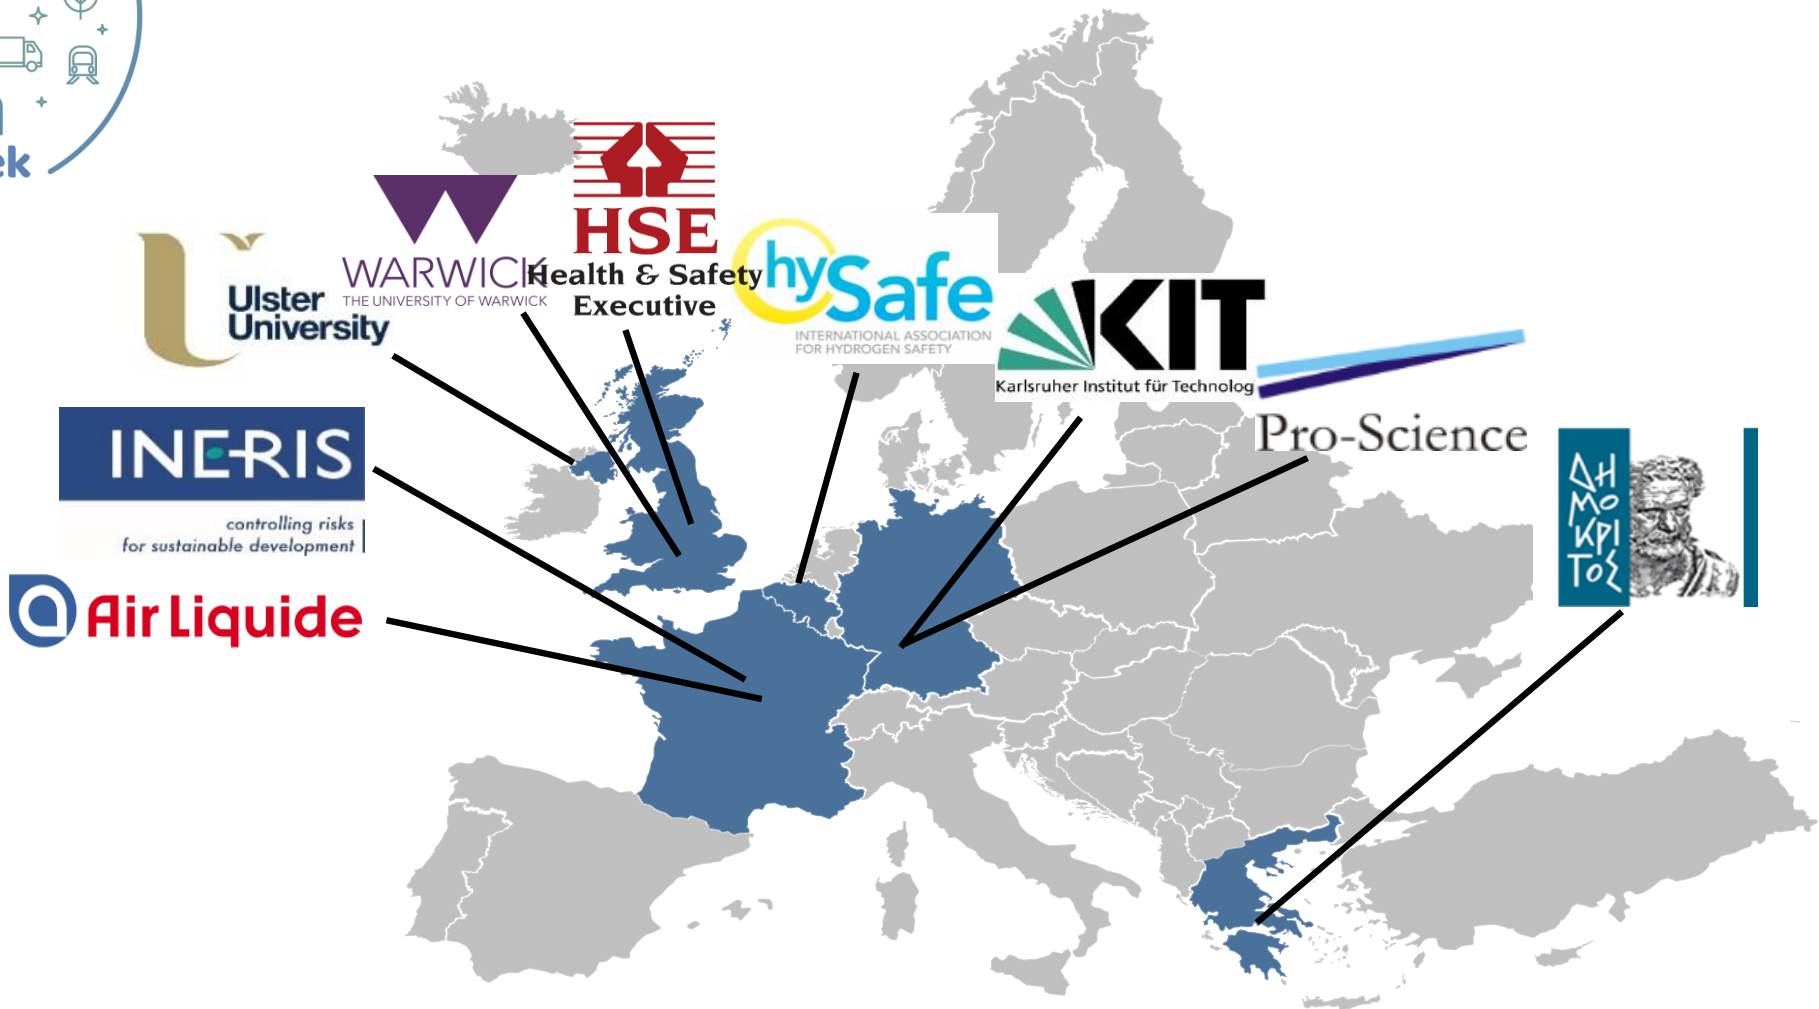 ek
WARWICK
THE UNIVERSITY OF WARWICK
HSE
Health & Safety
Executive
Ulster
University
hySafe
INTERNATIONAL ASSOCIATION
FOR HYDROGEN SAFETY
KIT
Karlsruher Institut für Technolog
Pro-Science
INERIS
controlling risks
for sustainable development
ΔΗ
ΜΟ
ΚΡΙ
ΤΟΣ
Air Liquide